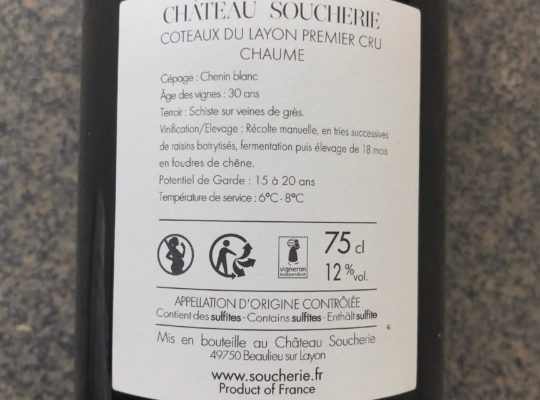 CHÂTEAU SOUCHERIE
COTEAUX DU LAYON PREMIER CRU
CHAUME
Cépage : Chenin blanc
Âge des vignes : 30 ans
Terroir : Schiste sur veines de grès.
Vinification/Elevage : Récolte manuelle, en tries successives
de raisins botrytisés, fermentation puis élevage de 18 mois
en foudres de chêne.
Potentiel de Garde : 15 à 20 ans
Température de service : 6°C - 8°C
vigneron
indépendant
75 cl
12 %vol.
APPELLATION D'ORIGINE CONTRÔLÉE
Contient des sulfites - Contains sulfites - Enthält sulfite
Mis en bouteille au Château Soucherie
49750 Beaulieu sur Layon
www.soucherie.fr
Product of France